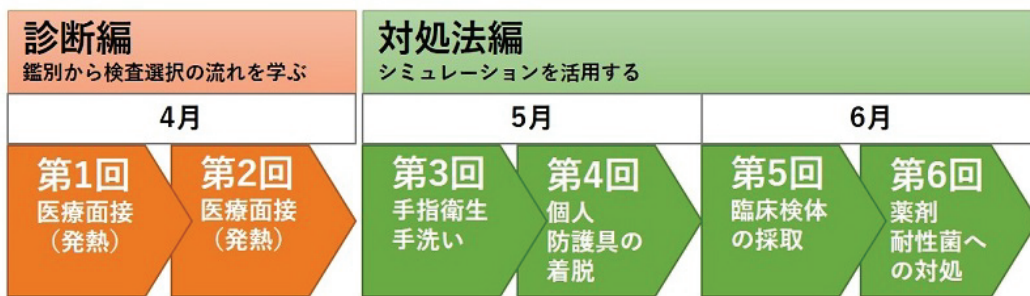 診断編
鑑別から検査選択の流れを学ぶ
対処法編
シミュレーションを活用する
4月
5月
6月
第1回
医療面接
（発熱）
第2回
医療面接
（発熱）
第3回
手指衛生
手洗い
第4回
個人
防護具の
着脱
第5回
臨床検体
の採取
第6回
薬剤
耐性菌へ
の対処